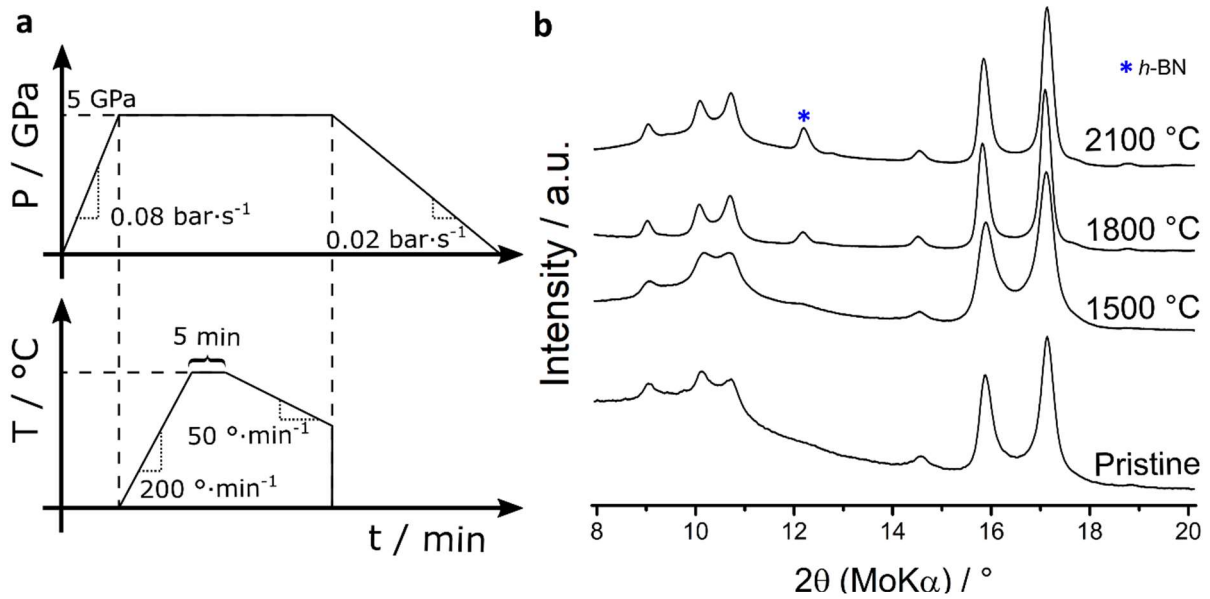 a
P / GPa
5 GPa
0.08 bar·s⁻¹
0.02 bar·s⁻¹
T / °C
5 min
50 °·min⁻¹
200 °·min⁻¹
t / min
b
* h-BN
*
2100 °C
1800 °C
1500 °C
Pristine
Intensity / a.u.
8 10 12 14 16 18 20
2θ (MoKα) / °